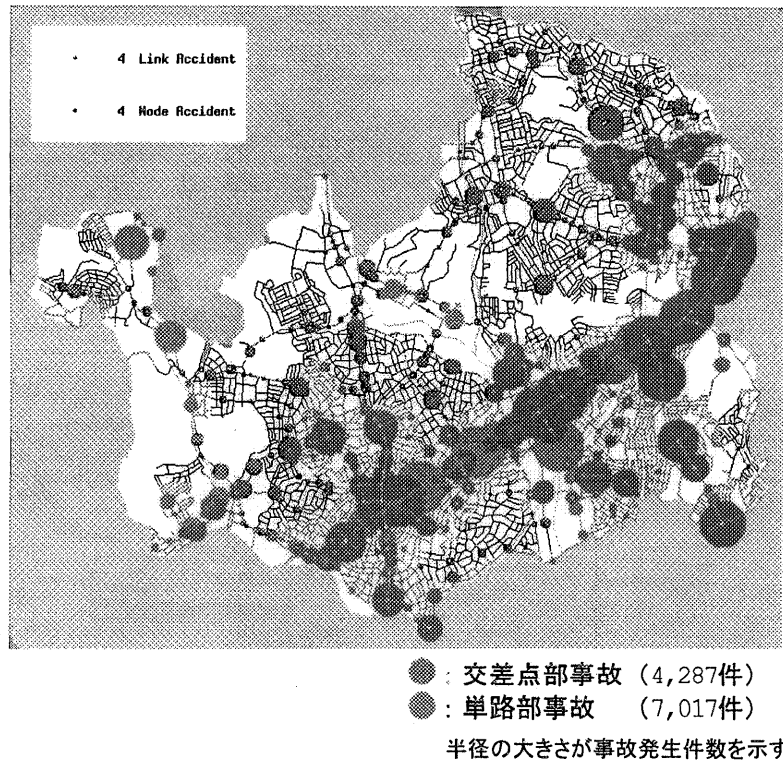 4 Link Accident
4 Node Accident
: 交差点部事故 (4,287件)
: 単路部事故 (7,017件)
半径の大きさが事故発生件数を示す